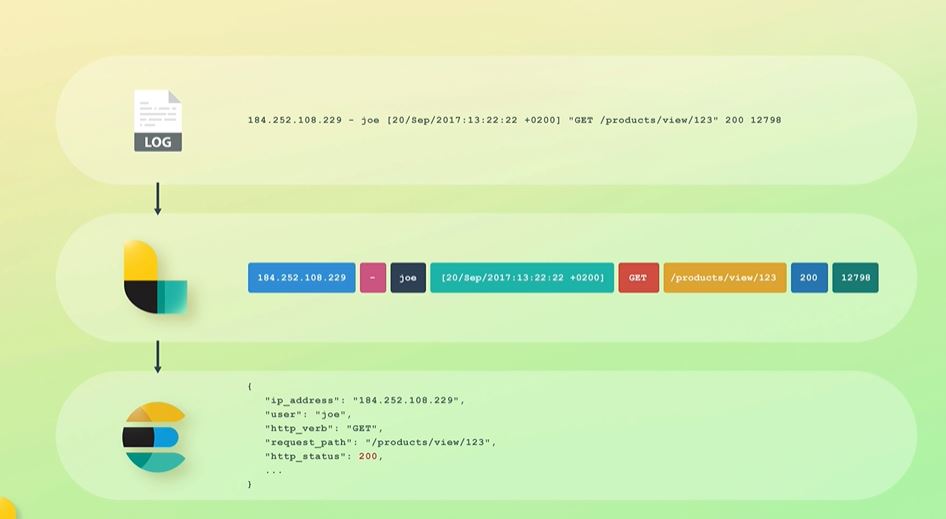 184.252.108.229 - joe [20/Sep/2017:13:22:22 +0200] "GET /products/view/123" 200 12798
LOG
184.252.108.229 - joe [20/Sep/2017:13:22:22 +0200] GET /products/view/123 200 12798
{
"ip_address": "184.252.108.229",
"user": "joe",
"http_verb": "GET",
"request_path": "/products/view/123",
"http_status": 200,
...
}